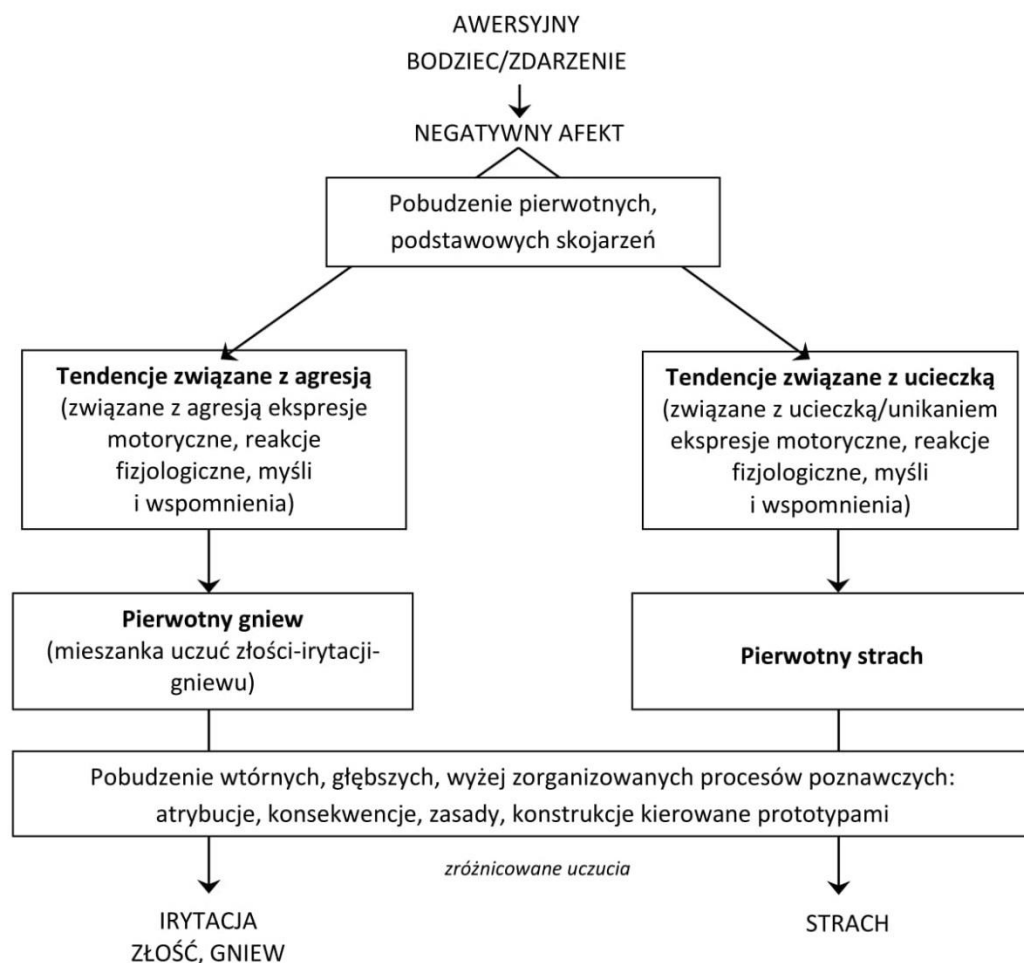 AWERSYJNY
BODZIEC/ZDARZENIE
NEGATYWNY AFEKT
Pobudzenie pierwotnych,
podstawowych skojarzeń
Tendencje związane z agresją
(związane z agresją ekspresje
motoryczne, reakcje
fizjologiczne, myśli
i wspomnienia)
Tendencje związane z ucieczką
(związane z ucieczką/unikaniem
ekspresje motoryczne, reakcje
fizjologiczne, myśli
i wspomnienia)
Pierwotny gniew
(mieszanka uczuć złości-irytacji-
gniewu)
Pierwotny strach
Pobudzenie wtórnych, głębszych, wyżej zorganizowanych procesów poznawczych:
atrybucje, konsekwencje, zasady, konstrukcje kierowane prototypami
zróżnicowane uczucia
IRYTACJA
ZŁOŚĆ, GNIEW
STRACH